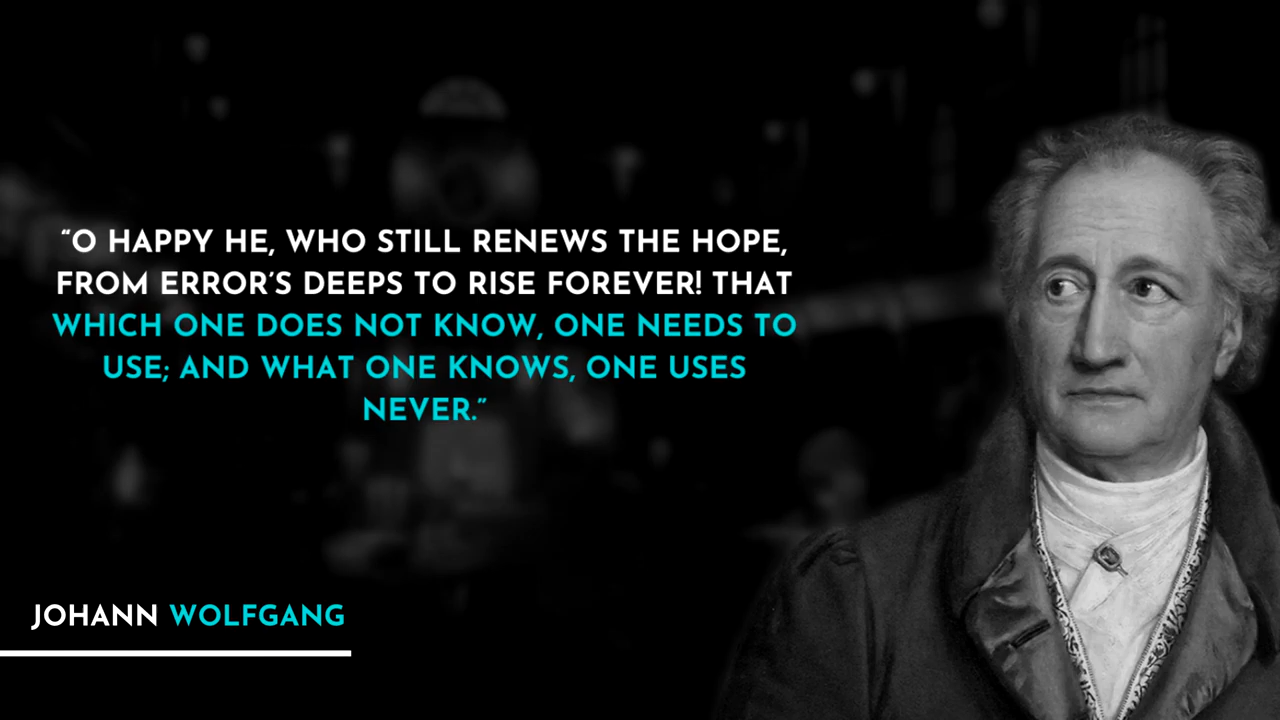 “O HAPPY HE, WHO STILL RENEWS THE HOPE,
FROM ERROR’S DEEPS TO RISE FOREVER! THAT
WHICH ONE DOES NOT KNOW, ONE NEEDS TO
USE; AND WHAT ONE KNOWS, ONE USES
NEVER.”
JOHANN WOLFGANG